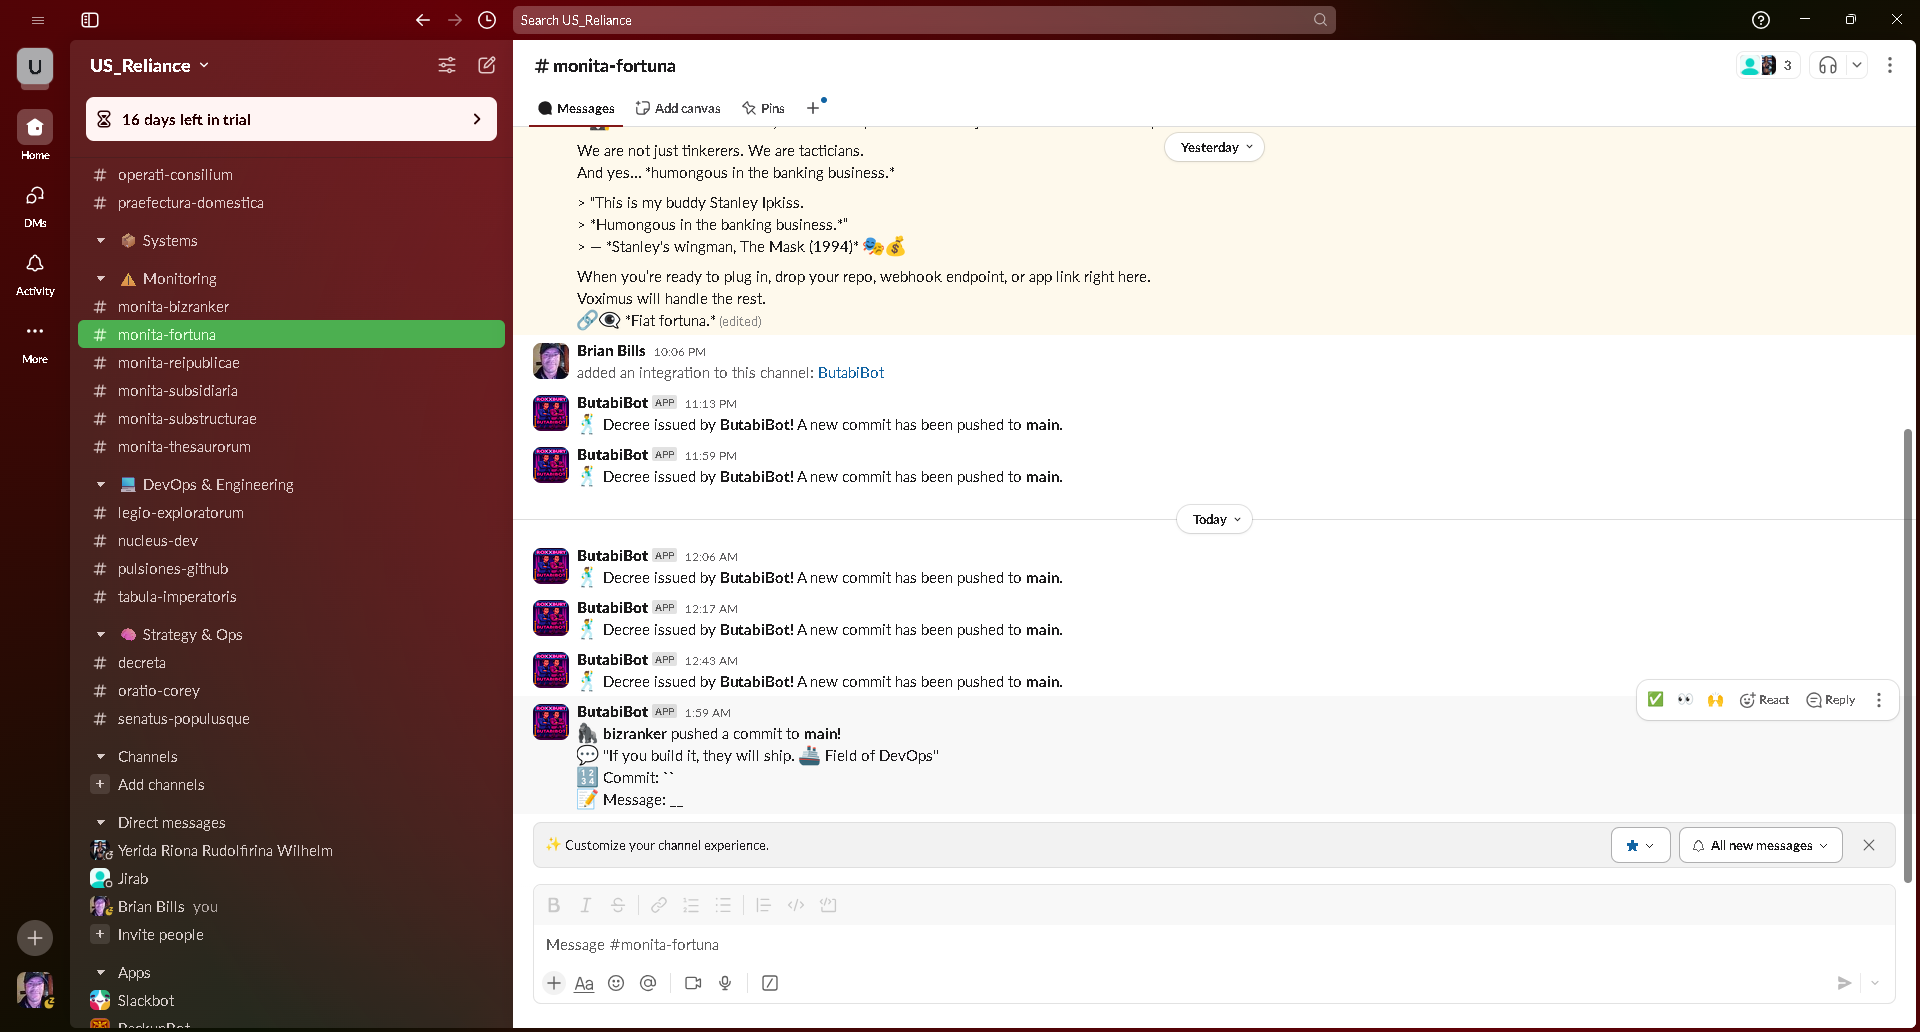 Search US_Reliance
U
Home
DMs
Activity
More
US_Reliance
16 days left in trial
# operati-consilium
# praefectura-domestica
Systems
Monitoring
# monita-bizranker
# monita-fortuna
# monita-reipublicae
# monita-subsidiaria
# monita-substructurae
# monita-thesaurorum
DevOps & Engineering
# legio-exploratorum
# nucleus-dev
# pulsiones-github
# tabula-imperatoris
Strategy & Ops
# decreta
# oratio-corey
# senatus-populusque
Channels
+ Add channels
Direct messages
Yerida Riona Rudolfirina Wilhelm
Jirab
Brian Bills you
+ Invite people
Apps
Slackbot
# monita-fortuna
3
Messages Add canvas Pins +
Yesterday
We are not just tinkerers. We are tacticians.
And yes... *humongous in the banking business.*
> "This is my buddy Stanley Ipkiss.
> *Humongous in the banking business.*"
> — *Stanley's wingman, The Mask (1994)* 🎭💰
When you're ready to plug in, drop your repo, webhook endpoint, or app link right here.
Voximus will handle the rest.
🔗👁️‍🗨️ *Fiat fortuna.* (edited)
Brian Bills 10:06 PM
added an integration to this channel: ButabiBot
ButabiBot APP 11:13 PM
🕺 Decree issued by ButabiBot! A new commit has been pushed to main.
ButabiBot APP 11:59 PM
🕺 Decree issued by ButabiBot! A new commit has been pushed to main.
Today
ButabiBot APP 12:06 AM
🕺 Decree issued by ButabiBot! A new commit has been pushed to main.
ButabiBot APP 12:17 AM
🕺 Decree issued by ButabiBot! A new commit has been pushed to main.
ButabiBot APP 12:43 AM
🕺 Decree issued by ButabiBot! A new commit has been pushed to main.
React Reply
ButabiBot APP 1:59 AM
🦍 bizranker pushed a commit to main!
💬 "If you build it, they will ship. 🚢 Field of DevOps"
🔢 Commit: ``
📝 Message: __
✨ Customize your channel experience.
All new messages
Message #monita-fortuna
Aa